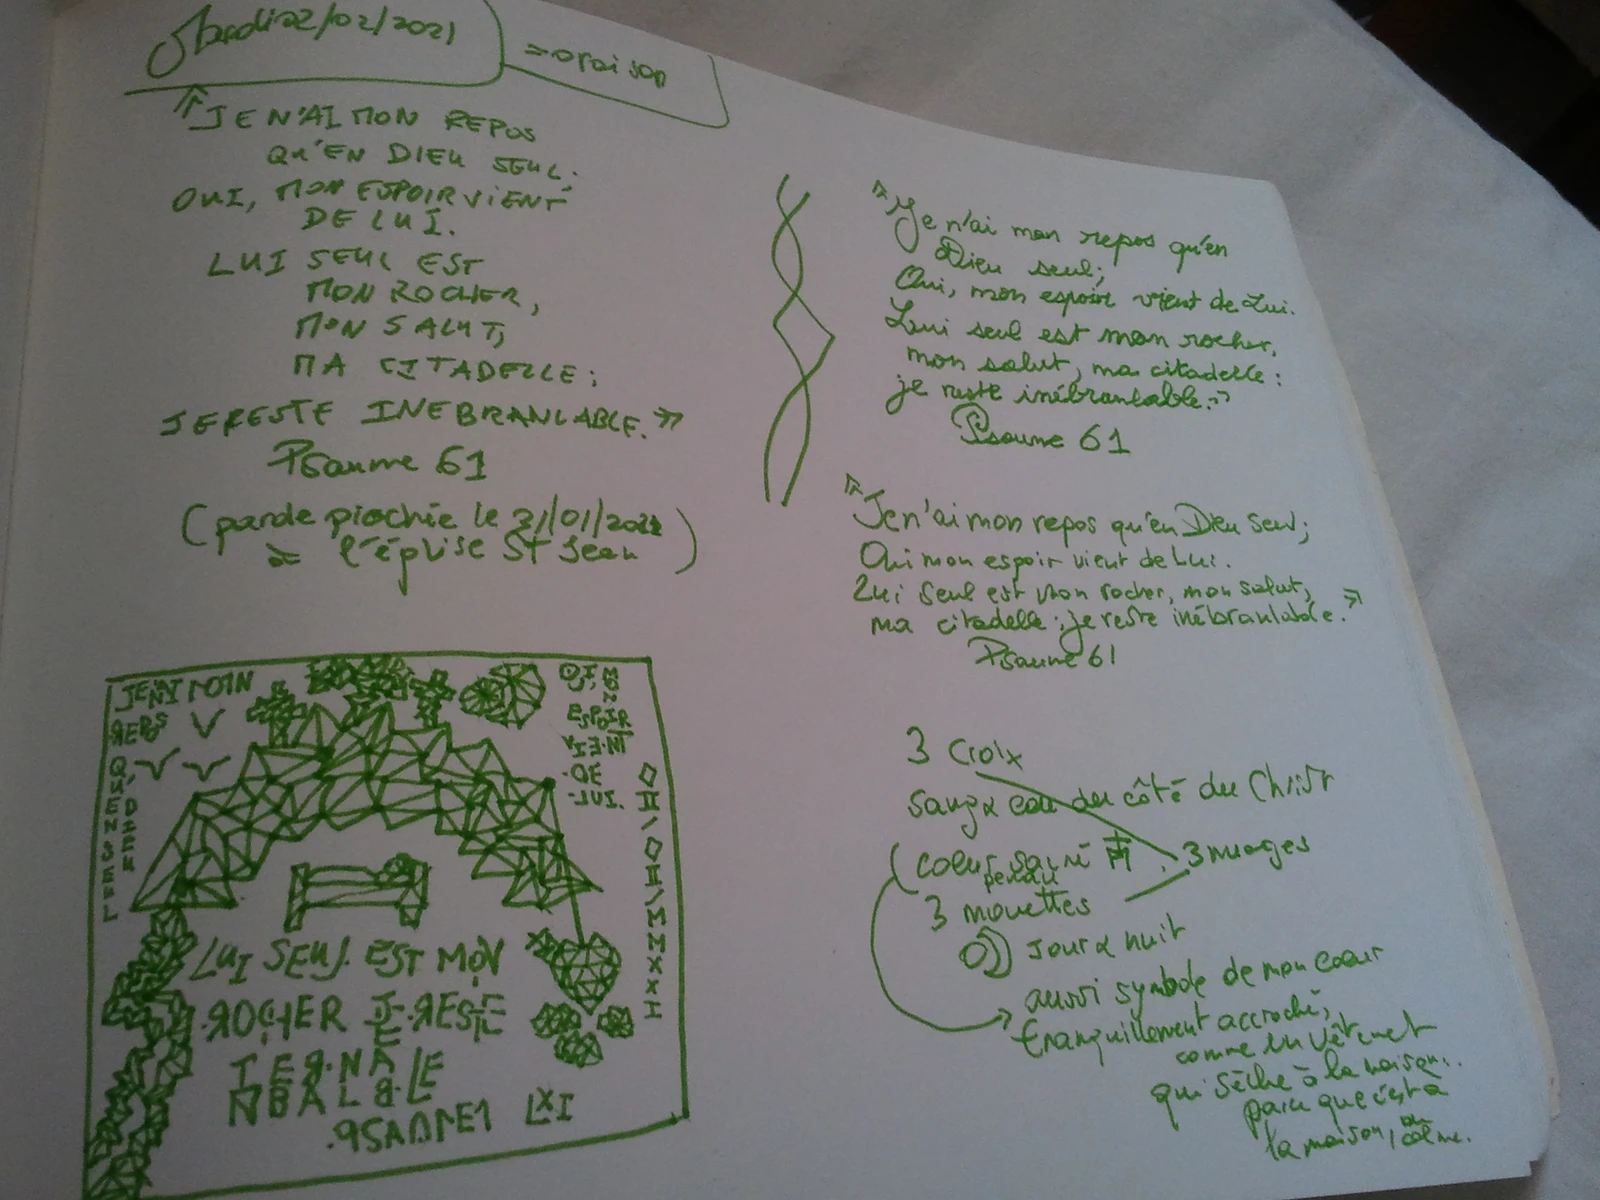 Mardi 02/02/2021
= oraison
« JE N'AI MON REPOS
QU'EN DIEU SEUL;
OUI, MON ESPOIR VIENT
DE LUI.
LUI SEUL EST
MON ROCHER,
MON SALUT,
MA CITADELLE;
JE RESTE INEBRANLABLE. »
Psaume 61
(parole piochée le 31/01/2021
à l'église St Jean)
JE N'AI MOIN
REPOS
QU'EN
DIEU
SEUL
OUI, MON
ESPOIR
VIENT
DE
LUI.
LUI SEUL EST MON
ROCHER JE RESTE
PSAUME
LXI
« Je n'ai mon repos qu'en
Dieu seul;
Oui, mon espoir vient de Lui.
Lui seul est mon rocher,
mon salut, ma citadelle:
je reste inébranlable. »
Psaume 61
« Je n'ai mon repos qu'en Dieu seul;
Oui mon espoir vient de Lui.
Lui seul est mon rocher, mon salut,
ma citadelle; je reste inébranlable. »
Psaume 61
3 croix
sang & eau du côté du Christ
coeur sacré
pendu
3 nuages
3 mouettes
jour & nuit
aussi symbole de mon coeur
tranquillement accroché,
comme un vêtement
qui sèche à la maison..
parce que c'est à
la maison, au calme.